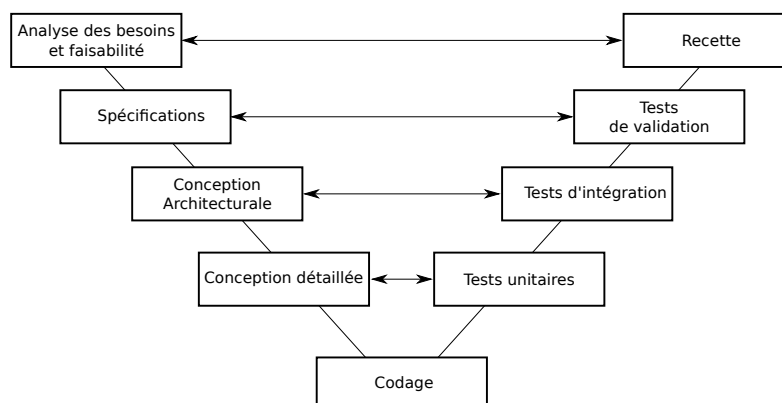 Analyse des besoins
et faisabilité
Recette
Spécifications
Tests
de validation
Conception
Architecturale
Tests d'intégration
Conception détaillée
Tests unitaires
Codage